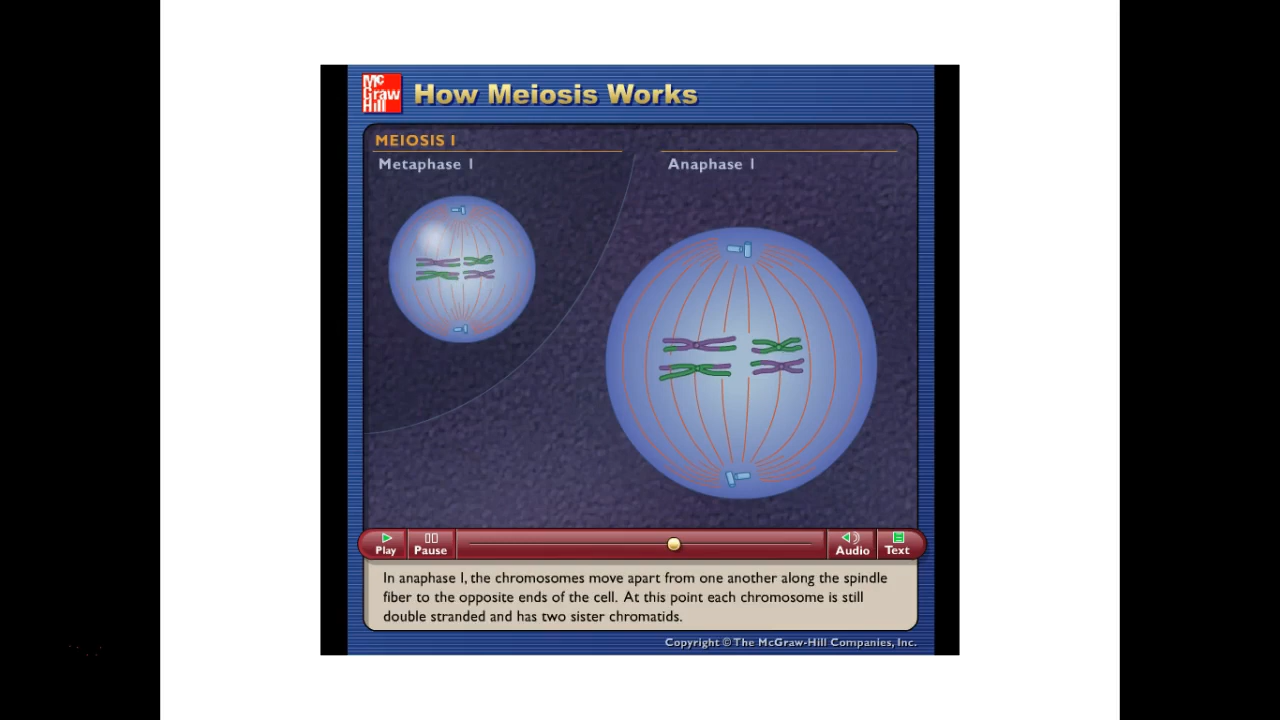 Mc
Graw
Hill
How Meiosis Works
MEIOSIS I
Metaphase I
Anaphase I
Play
Pause
Audio
Text
In anaphase I, the chromosomes move apart from one another along the spindle
fiber to the opposite ends of the cell. At this point each chromosome is still
double stranded and has two sister chromatids.
Copyright © The McGraw-Hill Companies, Inc.